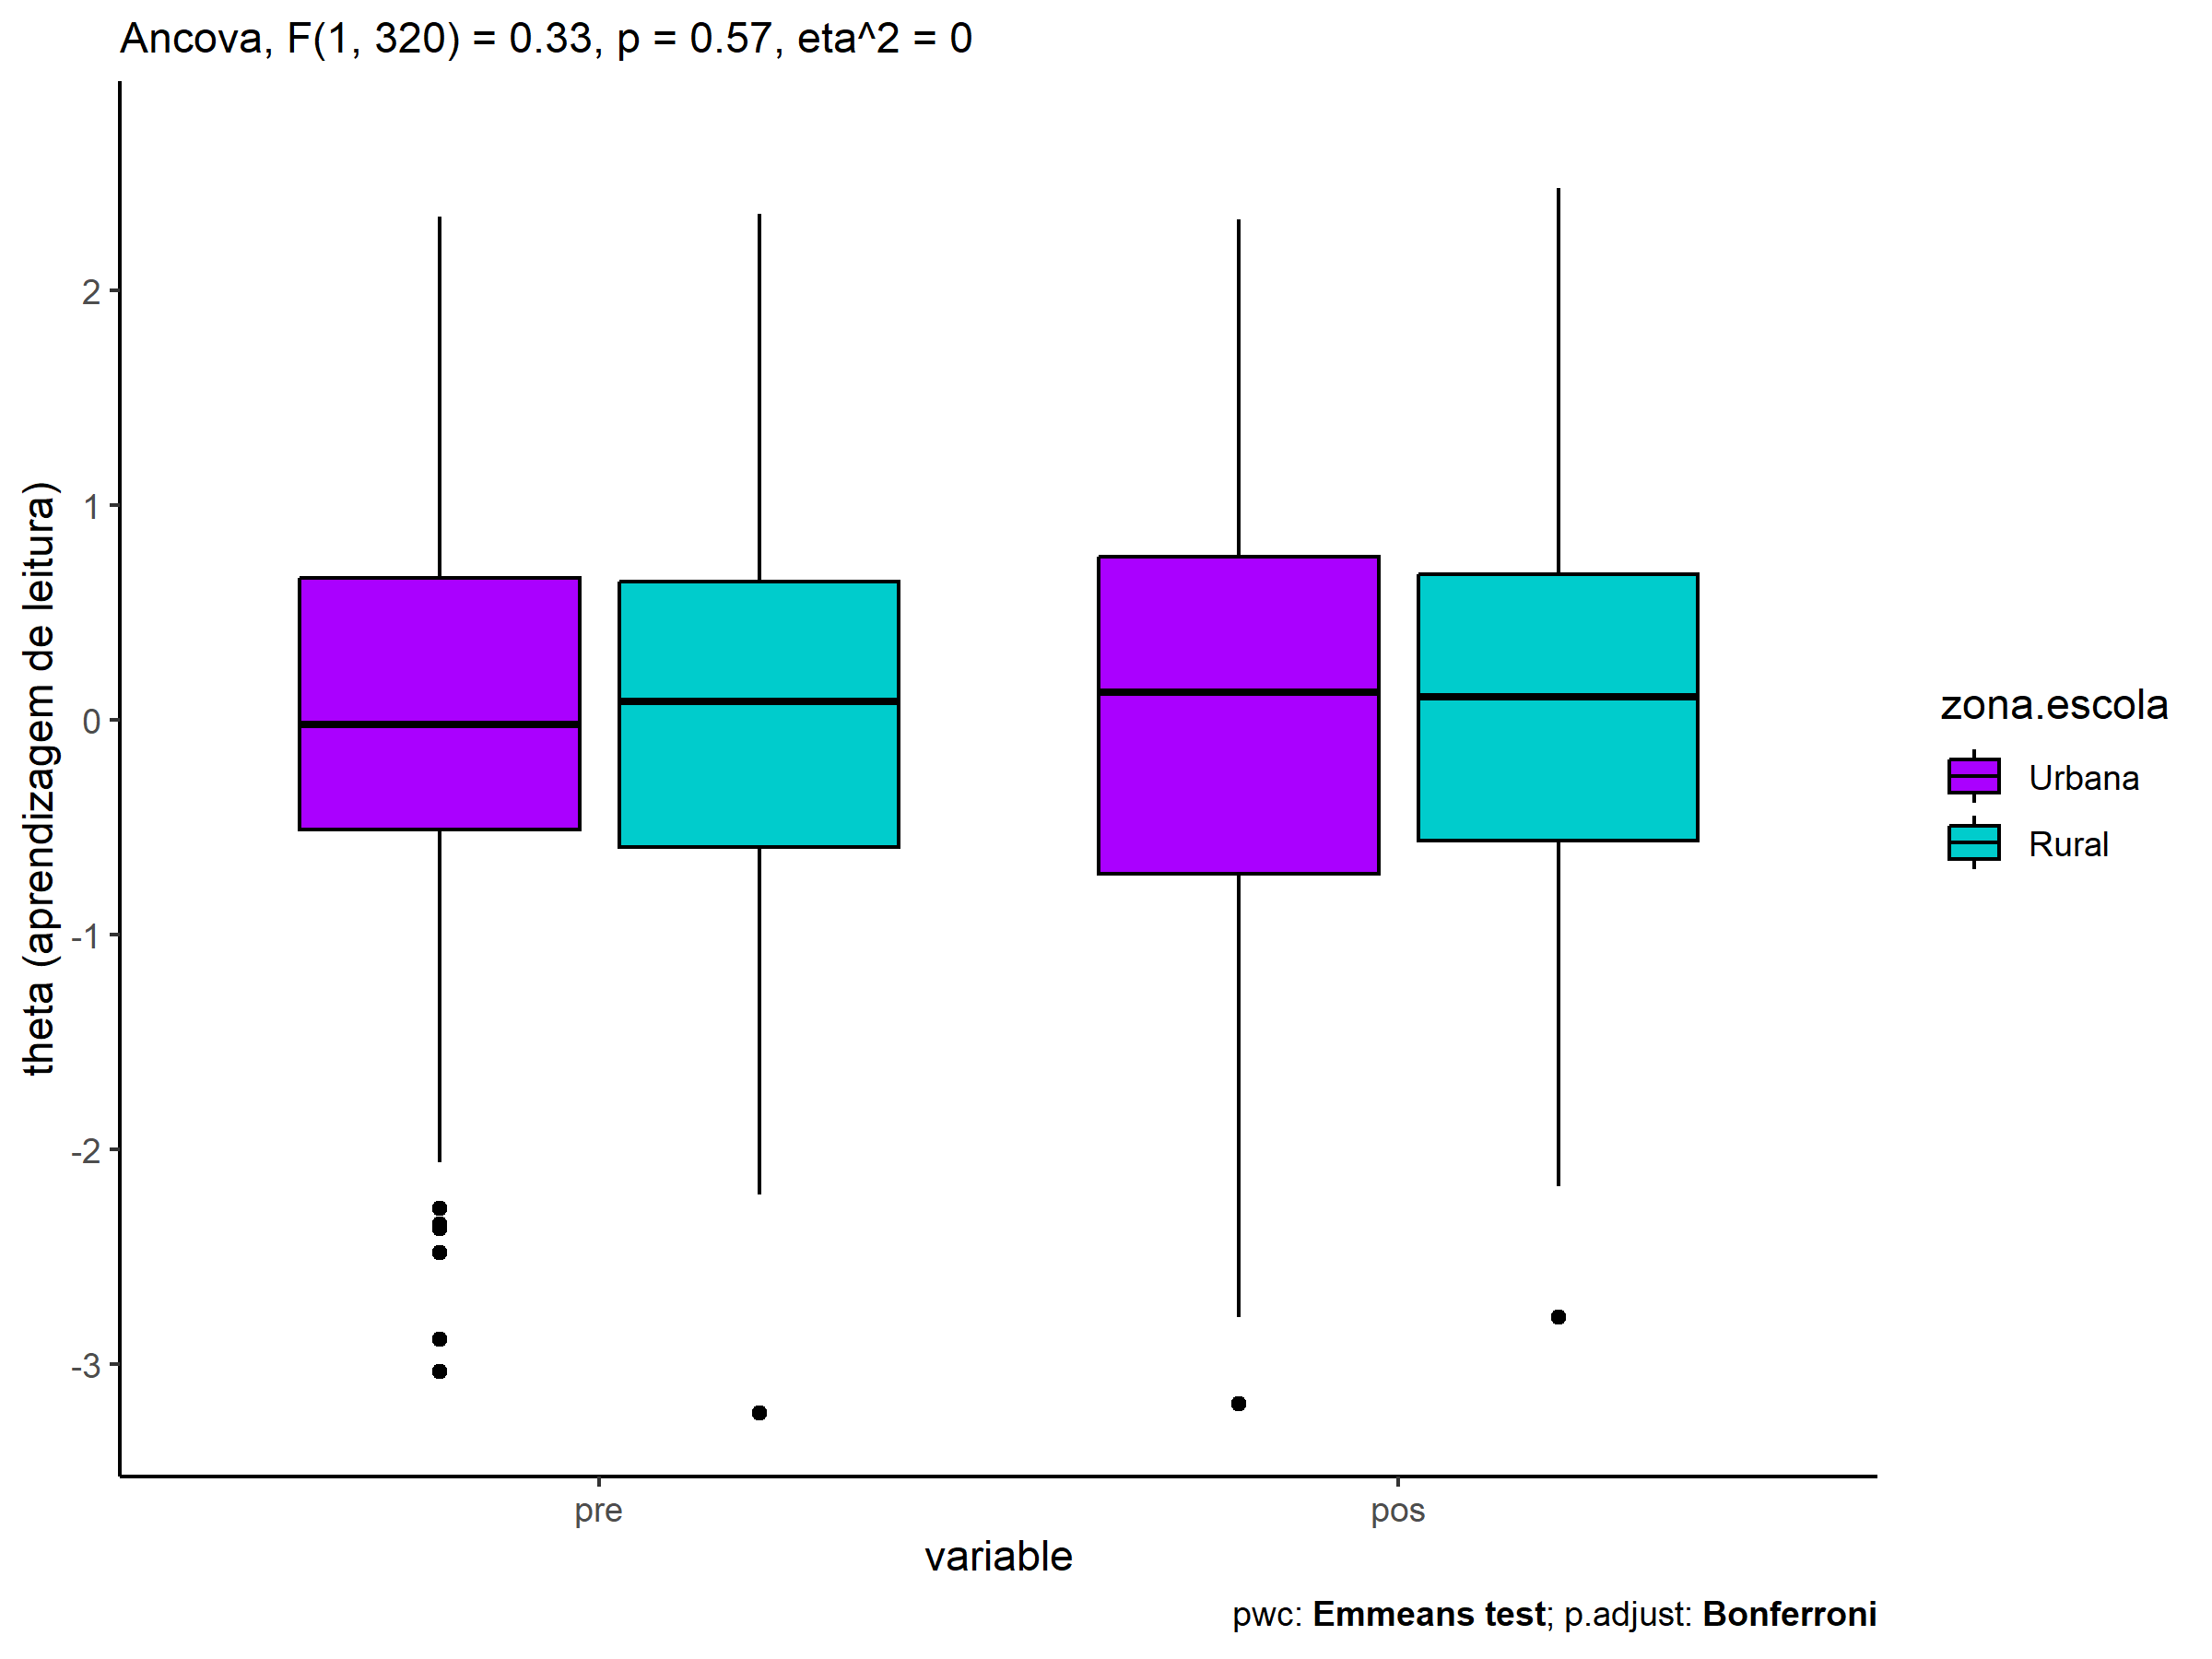 Ancova, F(1, 320) = 0.33, p = 0.57, eta^2 = 0
theta (aprendizagem de leitura)
2
1
0
-1
-2
-3
pre
pos
variable
zona.escola
Urbana
Rural
pwc: Emmeans test; p.adjust: Bonferroni